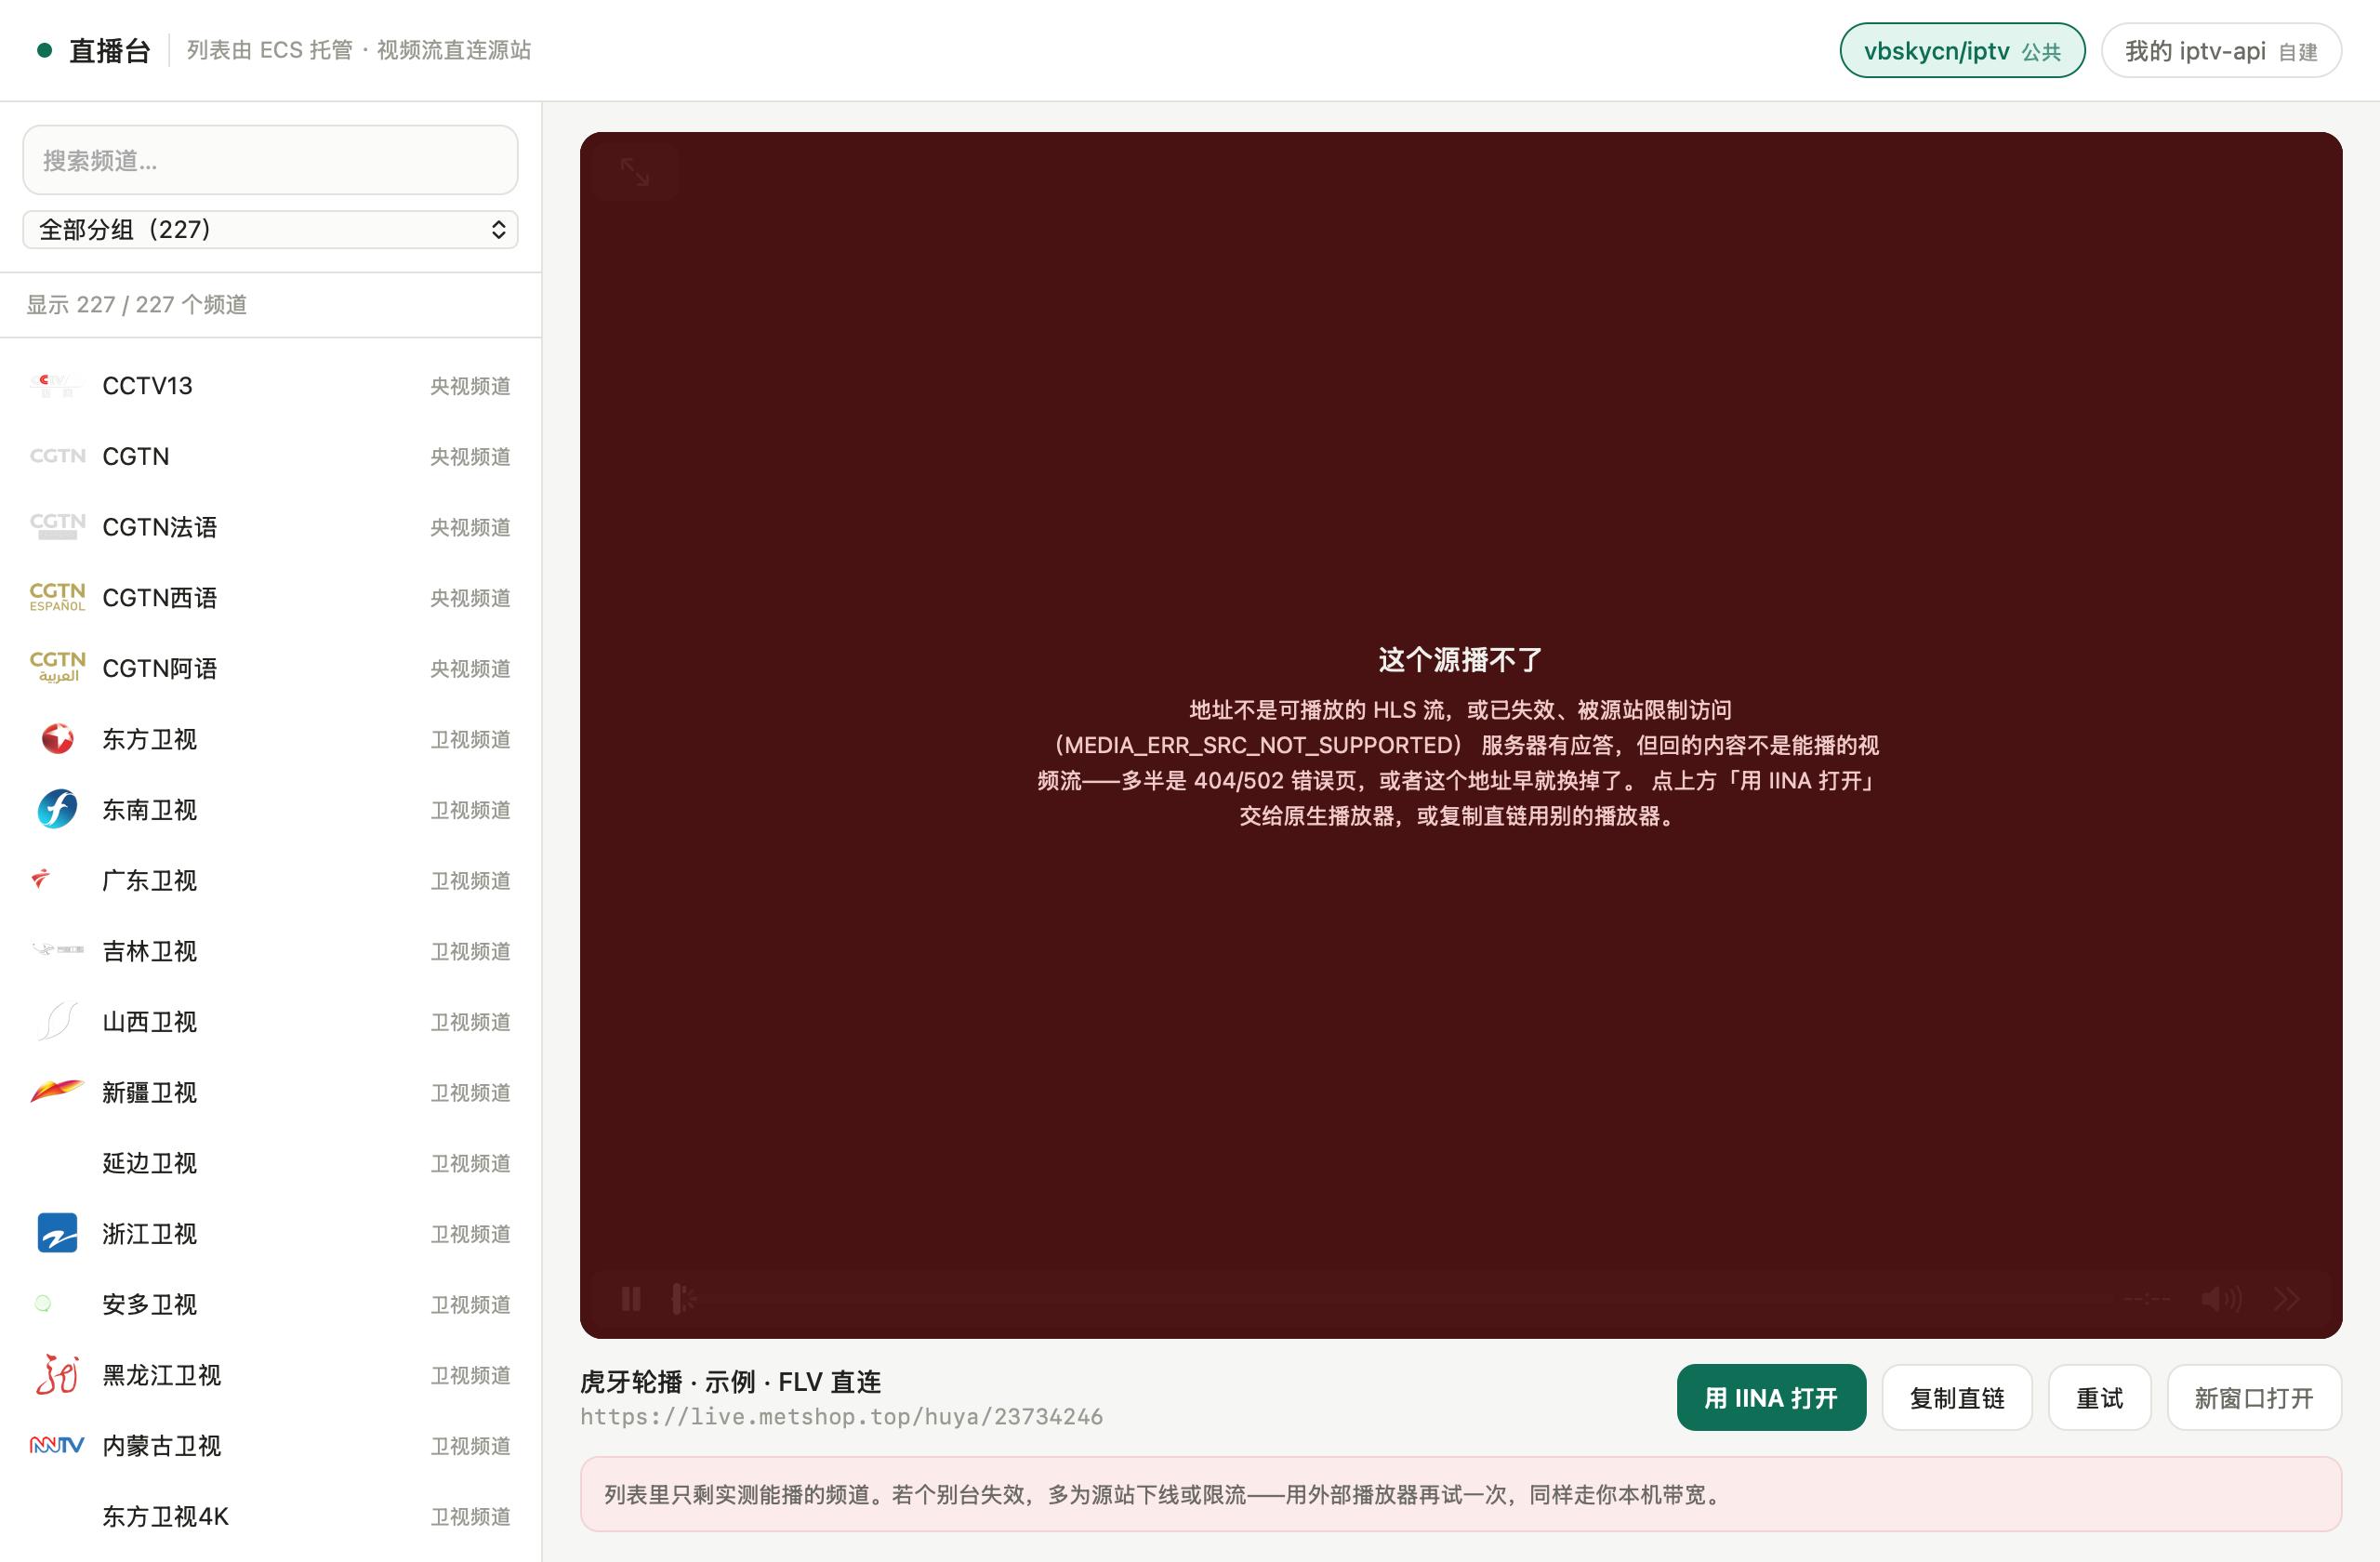 直播台
列表由 ECS 托管 · 视频流直连源站
vbskycn/iptv 公共
我的 iptv-api 自建
搜索频道...
全部分组（227）
显示 227 / 227 个频道
CCTV13 央视频道
CGTN CGTN 央视频道
CGTN CGTN法语 央视频道
CGTN ESPAÑOL CGTN西语 央视频道
CGTN العربية CGTN阿语 央视频道
东方卫视 卫视频道
东南卫视 卫视频道
广东卫视 卫视频道
吉林卫视 卫视频道
山西卫视 卫视频道
新疆卫视 卫视频道
延边卫视 卫视频道
浙江卫视 卫视频道
安多卫视 卫视频道
黑龙江卫视 卫视频道
NMTV 内蒙古卫视 卫视频道
东方卫视4K 卫视频道
这个源播不了
地址不是可播放的 HLS 流，或已失效、被源站限制访问
（MEDIA_ERR_SRC_NOT_SUPPORTED） 服务器有应答，但回的内容不是能播的视
频流——多半是 404/502 错误页，或者这个地址早就换掉了。 点上方「用 IINA 打开」
交给原生播放器，或复制直链用别的播放器。
--:--
虎牙轮播 · 示例 · FLV 直连
https://live.metshop.top/huya/23734246
用 IINA 打开
复制直链
重试
新窗口打开
列表里只剩实测能播的频道。若个别台失效，多为源站下线或限流——用外部播放器再试一次，同样走你本机带宽。